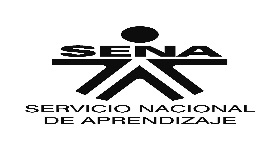 SENA
SERVICIO NACIONAL
DE APRENDIZAJE